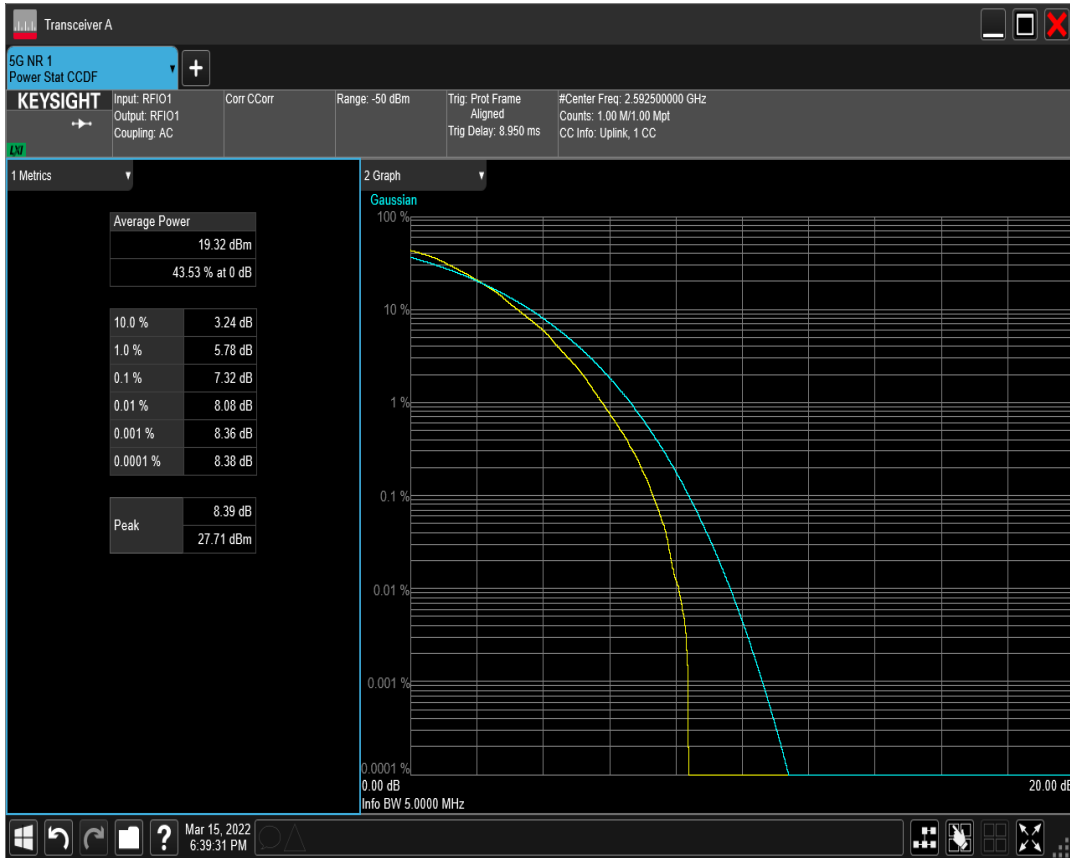 Transceiver A
5G NR 1
Power Stat CCDF
+
KEYSIGHT
LXI
Input: RFIO1
Output: RFIO1
Coupling: AC
Corr CCorr
Range: -50 dBm
Trig: Prot Frame
Aligned
Trig Delay: 8.950 ms
#Center Freq: 2.592500000 GHz
Counts: 1.00 M/1.00 Mpt
CC Info: Uplink, 1 CC
1 Metrics
Average Power
19.32 dBm
43.53 % at 0 dB
10.0 % 3.24 dB
1.0 % 5.78 dB
0.1 % 7.32 dB
0.01 % 8.08 dB
0.001 % 8.36 dB
0.0001 % 8.38 dB
Peak 8.39 dB
27.71 dBm
2 Graph
Gaussian
100 %
10 %
1 %
0.1 %
0.01 %
0.001 %
0.0001 %
0.00 dB 20.00 dB
Info BW 5.0000 MHz
?
Mar 15, 2022
6:39:31 PM